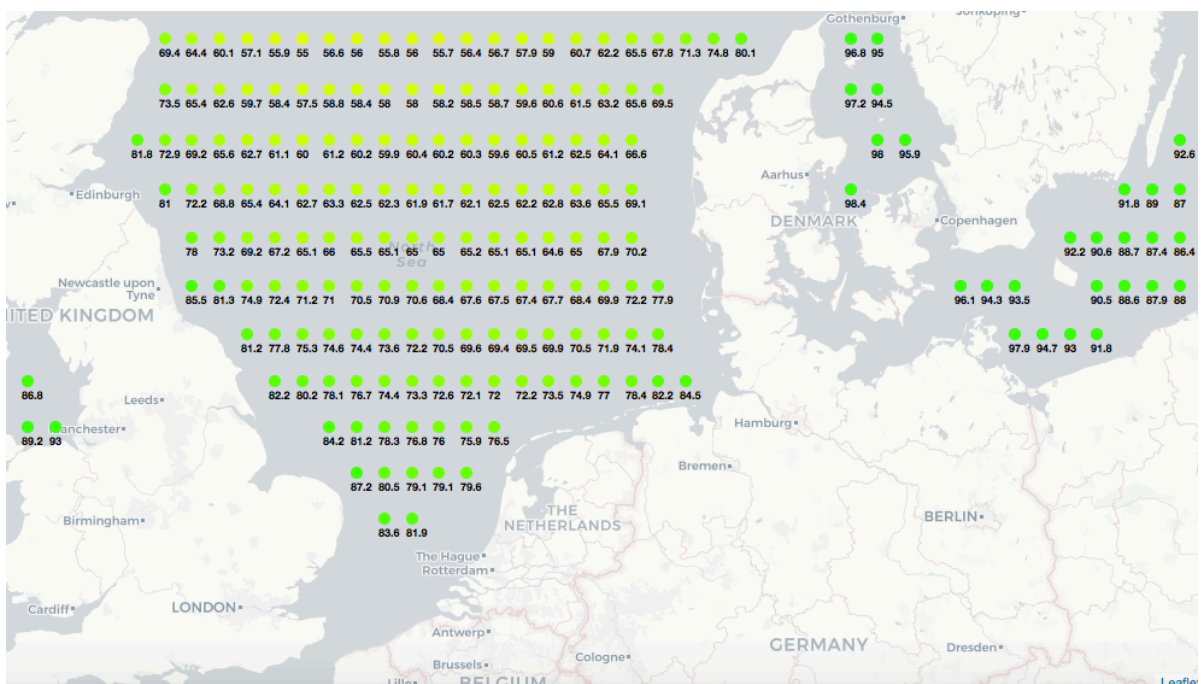 Gothenburg
Jonkoping
69.4 64.4 60.1 57.1 55.9 55 56.6 56 55.8 56 55.7 56.4 56.7 57.9 59 60.7 62.2 65.5 67.8 71.3 74.8 80.1 96.8 95
73.5 65.4 62.6 59.7 58.4 57.5 58.8 58.4 58 58 58.2 58.5 58.7 59.6 60.6 61.5 63.2 65.6 69.5 97.2 94.5
81.8 72.9 69.2 65.6 62.7 61.1 60 61.2 60.2 59.9 60.4 60.2 60.3 59.6 60.5 61.2 62.5 64.1 66.6 98 95.9 92.6
Aarhus
Edinburgh
81 72.2 68.8 65.4 64.1 62.7 63.3 62.5 62.3 61.9 61.7 62.1 62.5 62.2 62.8 63.6 65.5 69.1 98.4 91.8 89 87
DENMARK
Copenhagen
North
78 73.2 69.2 67.2 65.1 66 65.5 65.1 65 65 65.2 65.1 65.1 64.6 65 67.9 70.2 92.2 90.6 88.7 87.4 86.4
Sea
Newcastle upon
Tyne
85.5 81.3 74.9 72.4 71.2 71 70.5 70.9 70.6 68.4 67.6 67.5 67.4 67.7 68.4 69.9 72.2 77.9 96.1 94.3 93.5 90.5 88.6 87.9 88
NITED KINGDOM
81.2 77.8 75.3 74.6 74.4 73.6 72.2 70.5 69.6 69.4 69.5 69.9 70.5 71.9 74.1 78.4 97.9 94.7 93 91.8
86.8 82.2 80.2 78.1 76.7 74.4 73.3 72.6 72.1 72 72.2 73.5 74.9 77 78.4 82.2 84.5
Leeds
Hamburg
Manchester
89.2 93 84.2 81.2 78.3 76.8 76 75.9 76.5
Bremen
87.2 80.5 79.1 79.1 79.6
THE
NETHERLANDS
BERLIN
Birmingham
83.6 81.9
The Hague
Rotterdam
Cardiff
LONDON
Antwerp
GERMANY
Dresden
Cologne
Brussels
Lille
BELGIUM
Leaflet